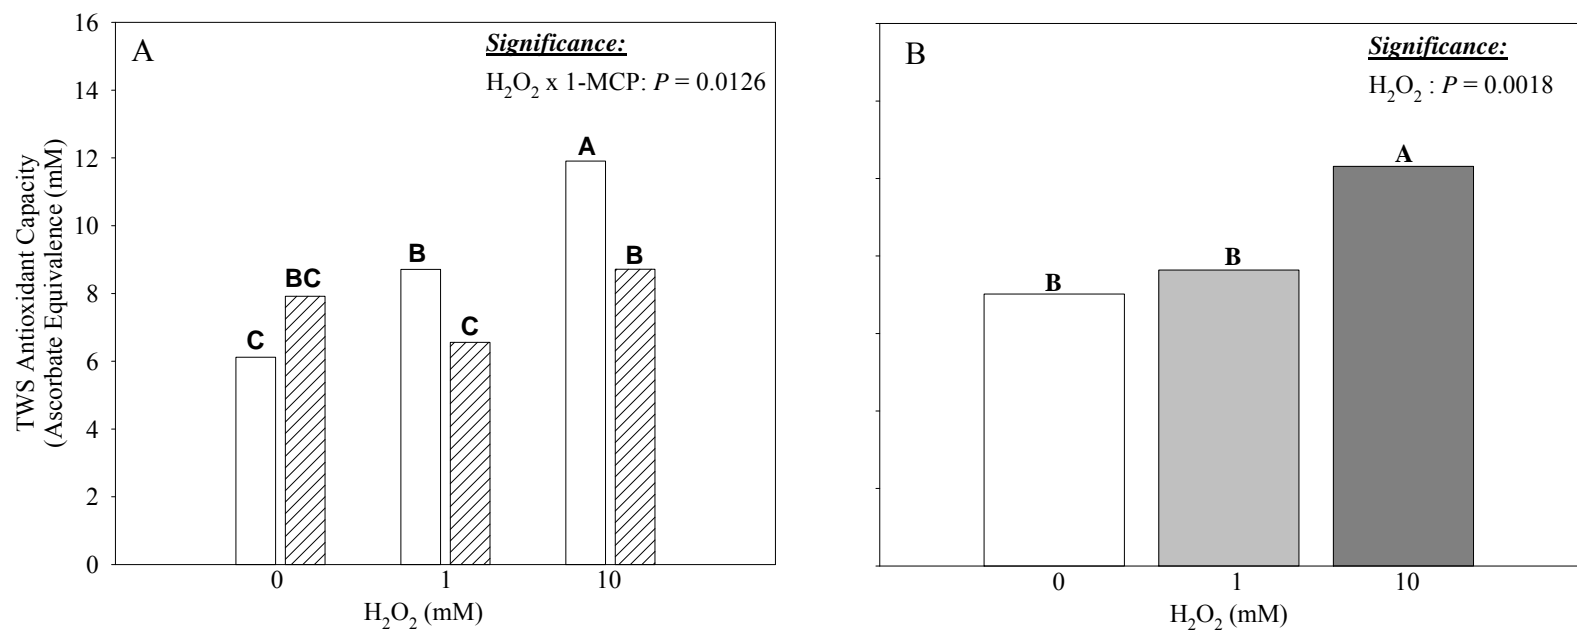 A
Significance:
H₂O₂ x 1-MCP: P = 0.0126
TWS Antioxidant Capacity
(Ascorbate Equivalence (mM)
16
14
12
10
8
6
4
2
0
C
BC
B
C
A
B
0
1
10
H₂O₂ (mM)
B
Significance:
H₂O₂ : P = 0.0018
B
B
A
0
1
10
H₂O₂ (mM)